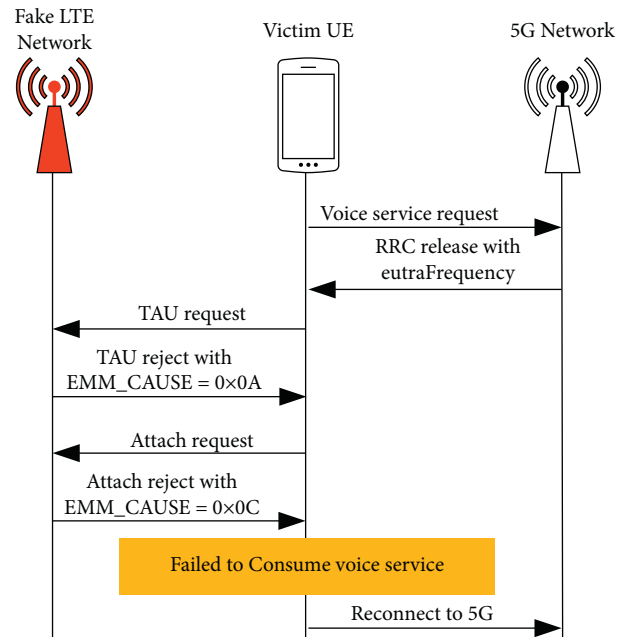 Fake LTE
Network
Victim UE
5G Network
Voice service request
RRC release with
eutraFrequency
TAU request
TAU reject with
EMM_CAUSE = 0×0A
Attach request
Attach reject with
EMM_CAUSE = 0×0C
Failed to Consume voice service
Reconnect to 5G